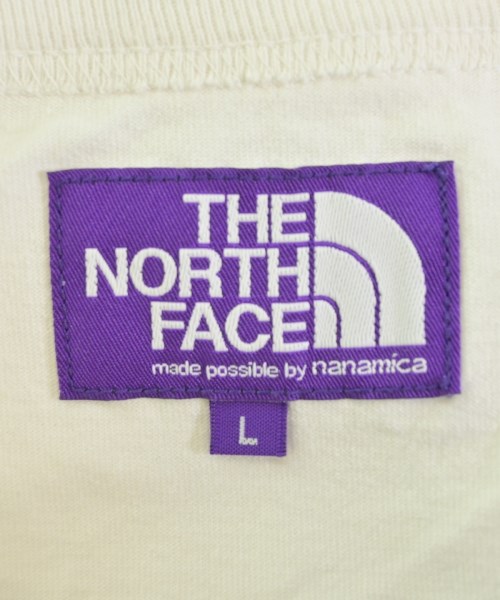 THE
NORTH
FACE
made possible by nanamica
L